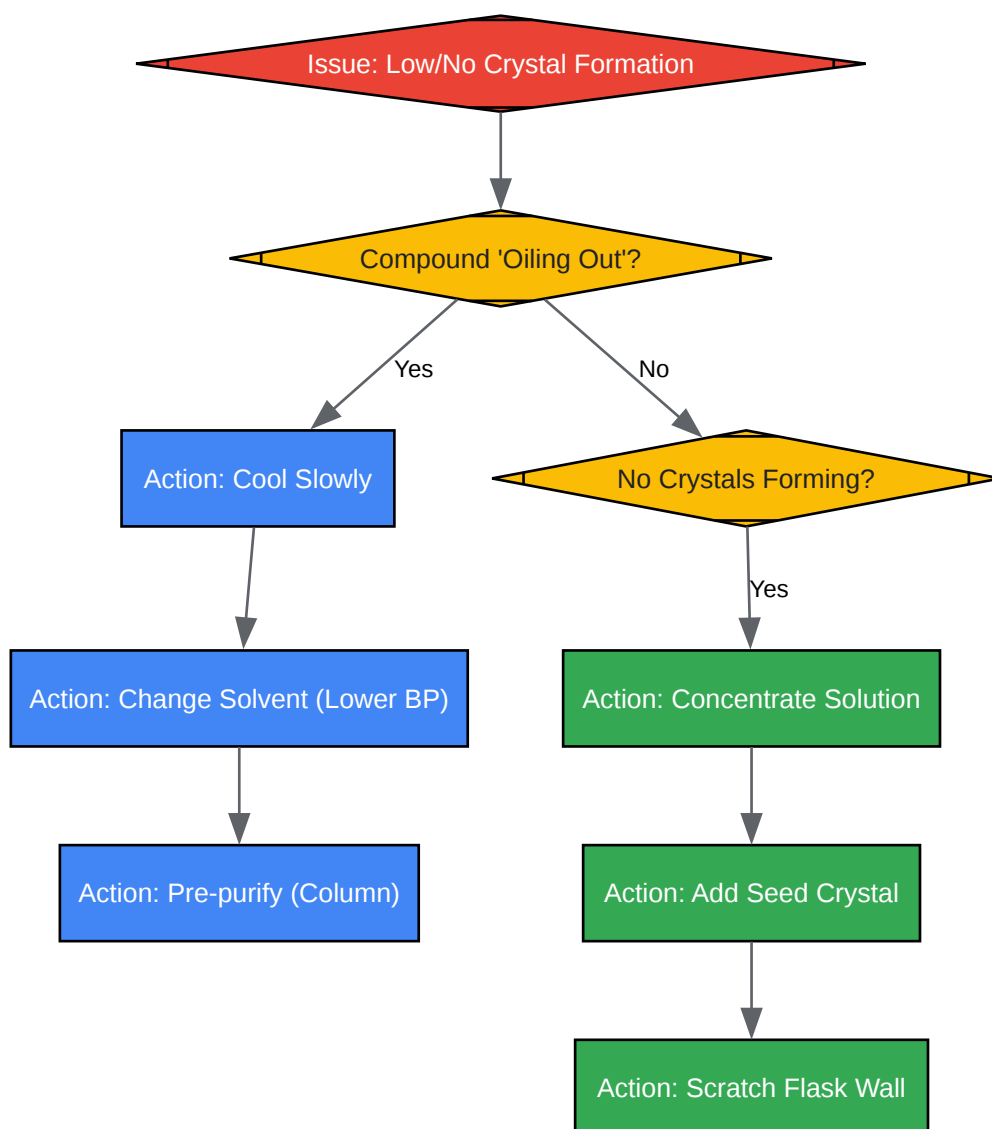 Issue: Low/No Crystal Formation
Compound 'Oiling Out'?
Yes
No
Action: Cool Slowly
No Crystals Forming?
Yes
Action: Change Solvent (Lower BP)
Action: Concentrate Solution
Action: Pre-purify (Column)
Action: Add Seed Crystal
Action: Scratch Flask Wall